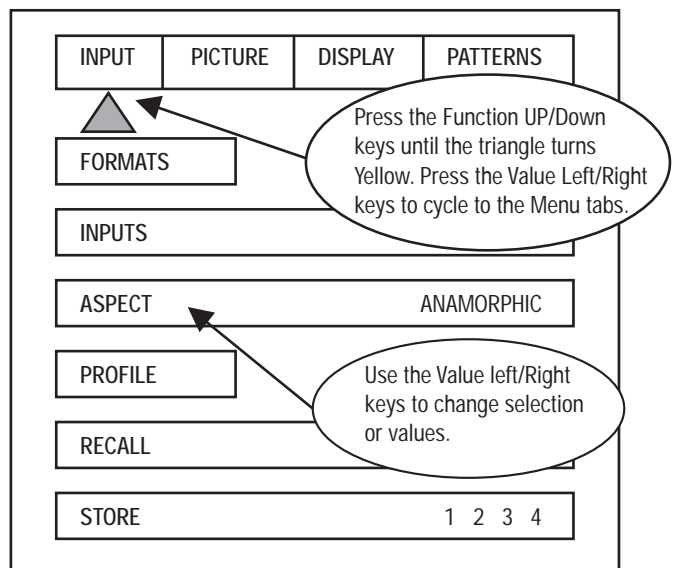 INPUT PICTURE DISPLAY PATTERNS
Press the Function UP/Down
keys until the triangle turns
Yellow. Press the Value Left/Right
keys to cycle to the Menu tabs.
FORMATS
INPUTS
ASPECT ANAMORPHIC
PROFILE
Use the Value left/Right
keys to change selection
or values.
RECALL
STORE 1 2 3 4